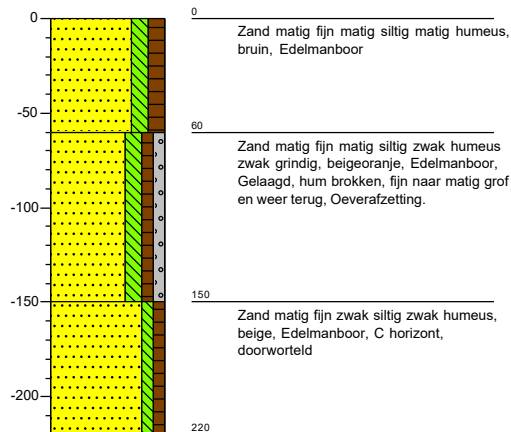 0
-50
-100
-150
-200
0
Zand matig fijn matig siltig matig humeus,
bruin, Edelmanboor
60
Zand matig fijn matig siltig zwak humeus
zwak grindig, beigeoranje, Edelmanboor,
Gelaagd, hum brokken, fijn naar matig grof
en weer terug, Oeverafzetting.
150
Zand matig fijn zwak siltig zwak humeus,
beige, Edelmanboor, C horizont,
doorworteld
220